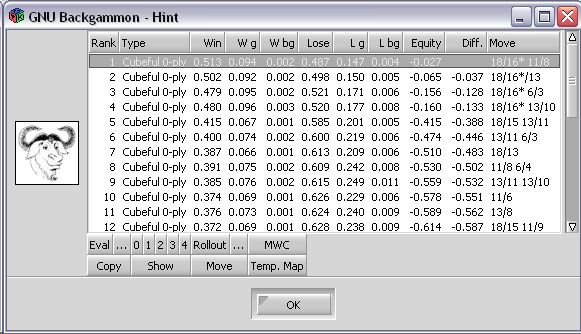 GNU Backgammon - Hint
Rank Type Win W g W bg Lose L g L bg Equity Diff. Move
1 Cubeful 0-ply 0.513 0.094 0.002 0.487 0.147 0.004 -0.027 18/16* 11/8
2 Cubeful 0-ply 0.502 0.092 0.002 0.498 0.150 0.005 -0.065 -0.037 18/16*/13
3 Cubeful 0-ply 0.479 0.095 0.002 0.521 0.171 0.006 -0.156 -0.128 18/16* 6/3
4 Cubeful 0-ply 0.480 0.096 0.003 0.520 0.177 0.008 -0.160 -0.133 18/16* 13/10
5 Cubeful 0-ply 0.415 0.067 0.001 0.585 0.201 0.005 -0.415 -0.388 18/15 13/11
6 Cubeful 0-ply 0.400 0.074 0.002 0.600 0.219 0.006 -0.474 -0.446 13/11 6/3
7 Cubeful 0-ply 0.387 0.066 0.001 0.613 0.209 0.006 -0.510 -0.483 18/13
8 Cubeful 0-ply 0.391 0.075 0.002 0.609 0.242 0.008 -0.530 -0.502 11/8 6/4
9 Cubeful 0-ply 0.385 0.076 0.002 0.615 0.249 0.011 -0.559 -0.532 13/11 13/10
10 Cubeful 0-ply 0.374 0.069 0.001 0.626 0.229 0.006 -0.578 -0.551 11/6
11 Cubeful 0-ply 0.376 0.073 0.001 0.624 0.240 0.009 -0.589 -0.562 13/8
12 Cubeful 0-ply 0.372 0.069 0.001 0.628 0.238 0.009 -0.614 -0.587 18/15 11/9
Eval ... 0 1 2 3 4 Rollout ... MWC
Copy Show Move Temp. Map
OK